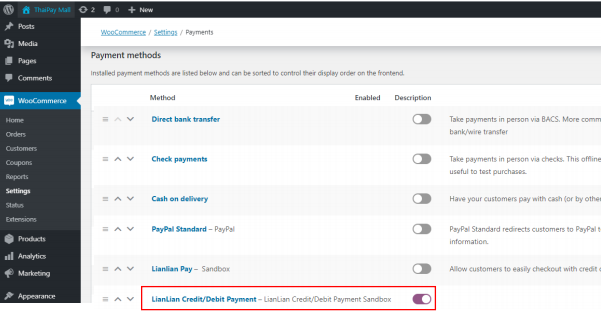 ThaiPay Mall 2 0 + New
Posts
Media
Pages
Comments
WooCommerce
Home
Orders
Customers
Coupons
Reports
Settings
Status
Extensions
Products
Analytics
Marketing
Appearance
WooCommerce / Settings / Payments
Payment methods
Installed payment methods are listed below and can be sorted to control their display order on the frontend.
Method Enabled Description
Direct bank transfer Take payments in person via BACS. More comm
bank/wire transfer
Check payments Take payments in person via checks. This offline
useful to test purchases.
Cash on delivery Have your customers pay with cash (or by other
PayPal Standard – PayPal PayPal Standard redirects customers to PayPal t
information.
Lianlian Pay – Sandbox Allow customers to easily checkout with credit c
LianLian Credit/Debit Payment – LianLian Credit/Debit Payment Sandbox